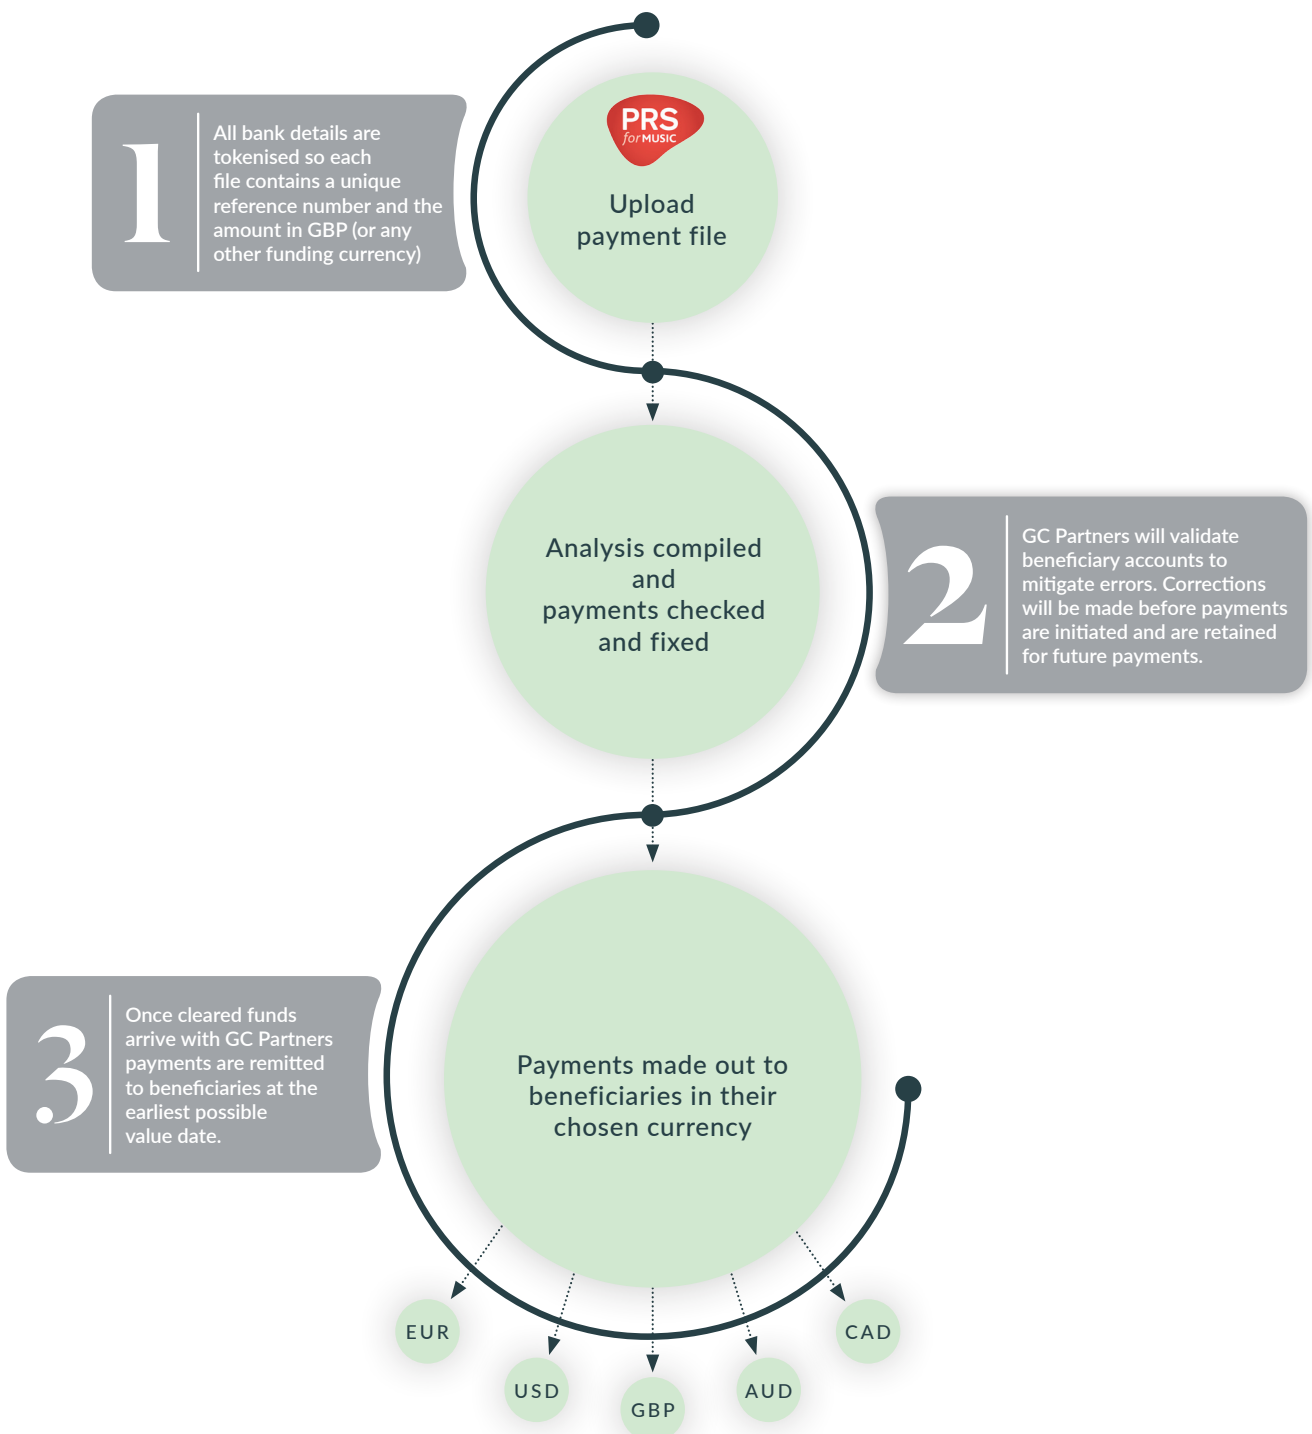 PRS
for MUSIC
Upload
payment file
1
All bank details are
tokenised so each
file contains a unique
reference number and the
amount in GBP (or any
other funding currency)
Analysis compiled
and
payments checked
and fixed
2
GC Partners will validate
beneficiary accounts to
mitigate errors. Corrections
will be made before payments
are initiated and are retained
for future payments.
3
Once cleared funds
arrive with GC Partners
payments are remitted
to beneficiaries at the
earliest possible
value date.
Payments made out to
beneficiaries in their
chosen currency
EUR
USD
GBP
AUD
CAD